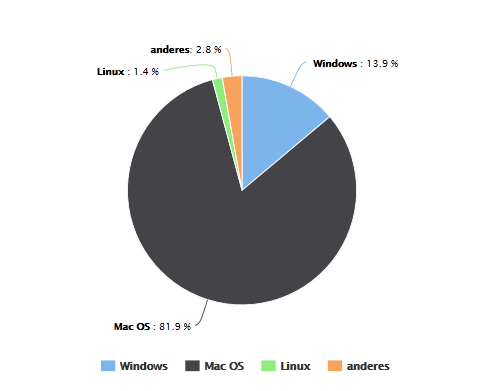 anderes: 2.8 %
Windows : 13.9 %
Linux : 1.4 %
Mac OS : 81.9 %
Windows Mac OS Linux anderes